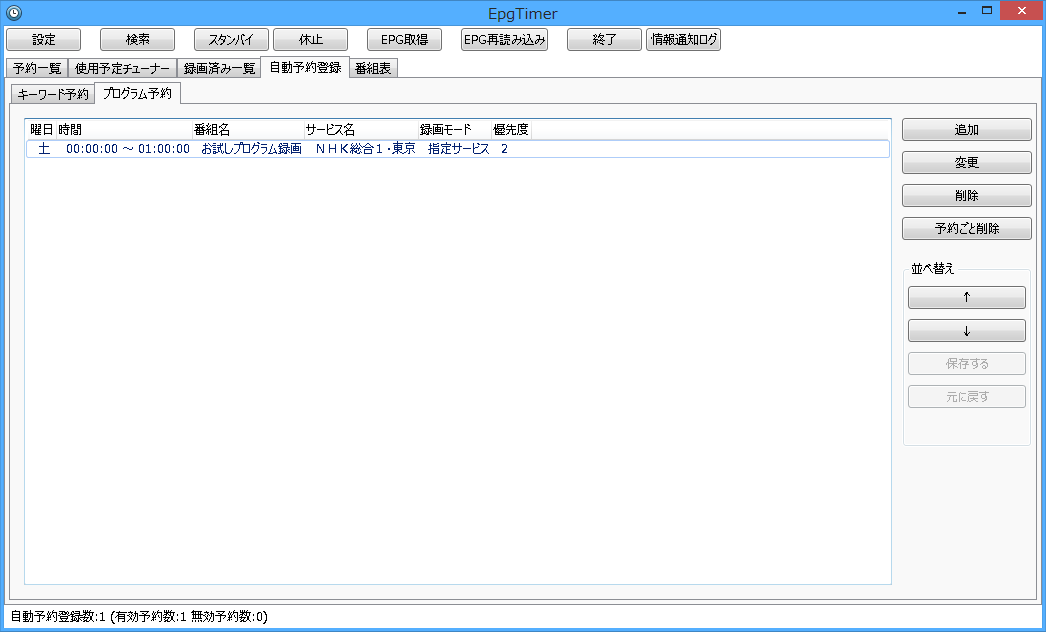 EpgTimer
設定 検索 スタンバイ 休止 EPG取得 EPG再読み込み 終了 情報通知ログ
予約一覧 使用予定チューナー 録画済み一覧 自動予約登録 番組表
キーワード予約 プログラム予約
曜日 時間 番組名 サービス名 録画モード 優先度
土 00:00:00 ～ 01:00:00 お試しプログラム録画 ＮＨＫ総合１・東京 指定サービス 2
追加
変更
削除
予約ごと削除
並べ替え
↑
↓
保存する
元に戻す
自動予約登録数:1 (有効予約数:1 無効予約数:0)